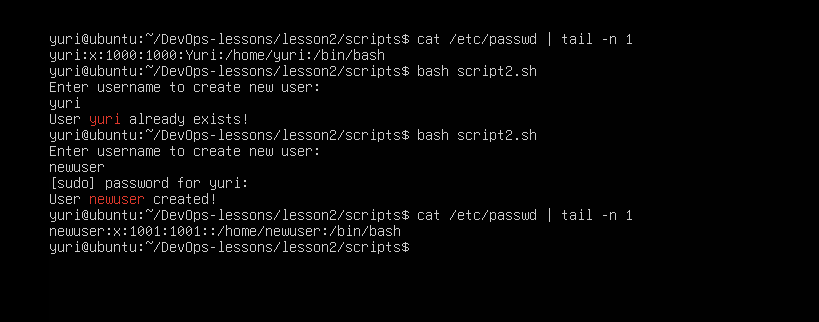 yuri@ubuntu:~/DevOps-lessons/lesson2/scripts$ cat /etc/passwd | tail -n 1
yuri:x:1000:1000:Yuri:/home/yuri:/bin/bash
yuri@ubuntu:~/DevOps-lessons/lesson2/scripts$ bash script2.sh
Enter username to create new user:
yuri
User yuri already exists!
yuri@ubuntu:~/DevOps-lessons/lesson2/scripts$ bash script2.sh
Enter username to create new user:
newuser
[sudo] password for yuri:
User newuser created!
yuri@ubuntu:~/DevOps-lessons/lesson2/scripts$ cat /etc/passwd | tail -n 1
newuser:x:1001:1001::/home/newuser:/bin/bash
yuri@ubuntu:~/DevOps-lessons/lesson2/scripts$